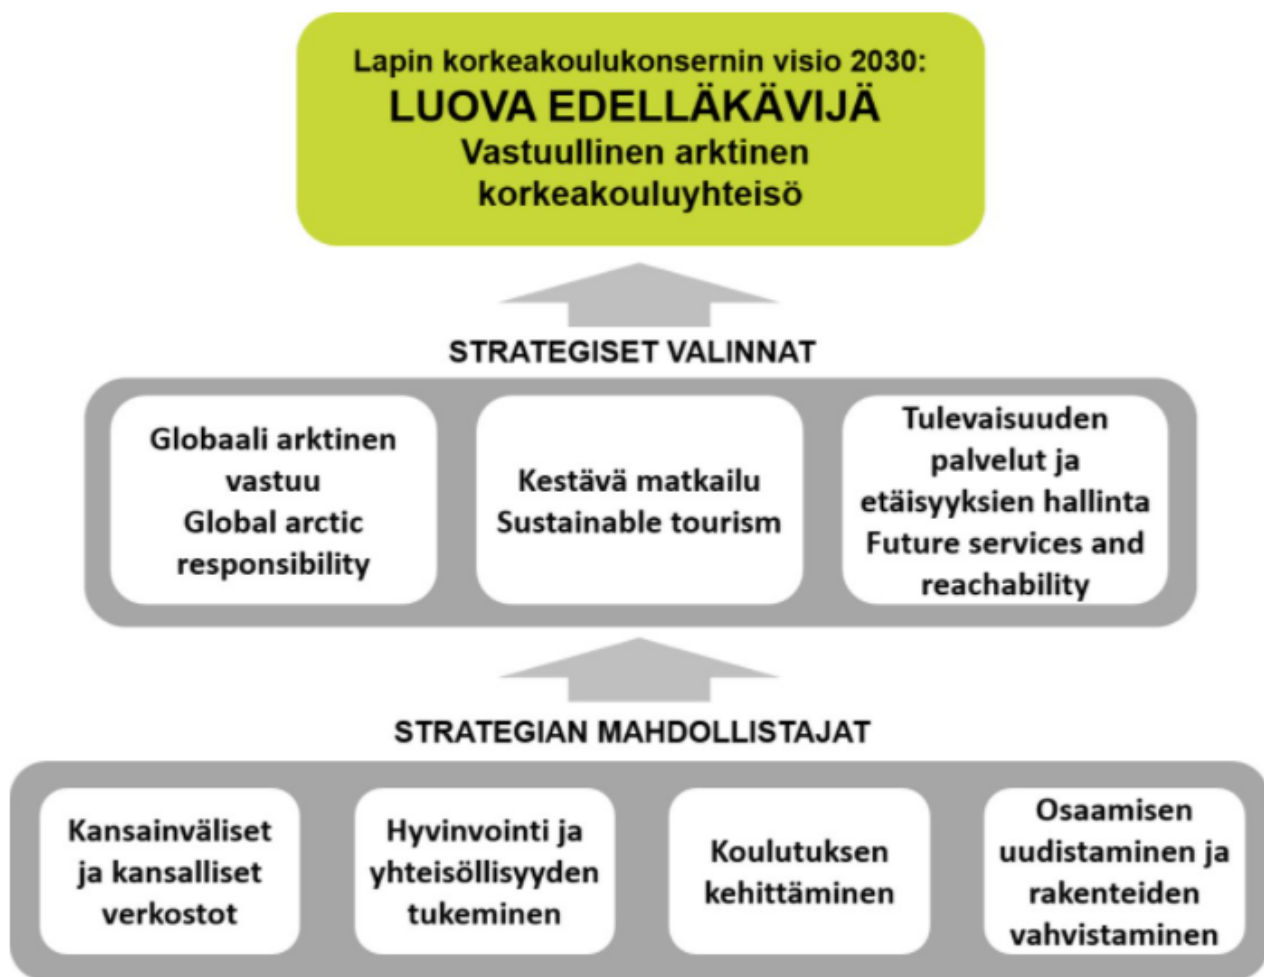 Lapin korkeakoulukonsernin visio 2030:
LUOVA EDELLÄKÄVIJÄ
Vastuullinen arktinen
korkeakouluyhteisö
STRATEGISET VALINNAT
Globaali arktinen
vastuu
Global arctic
responsibility
Kestävä matkailu
Sustainable tourism
Tulevaisuuden
palvelut ja
etäisyyksien hallinta
Future services and
reachability
STRATEGIAN MAHDOLLISTAJAT
Kansainväliset
ja kansalliset
verkostot
Hyvinvointi ja
yhteisöllisyyden
tukeminen
Koulutuksen
kehittäminen
Osaamisen
uudistaminen ja
rakenteiden
vahvistaminen